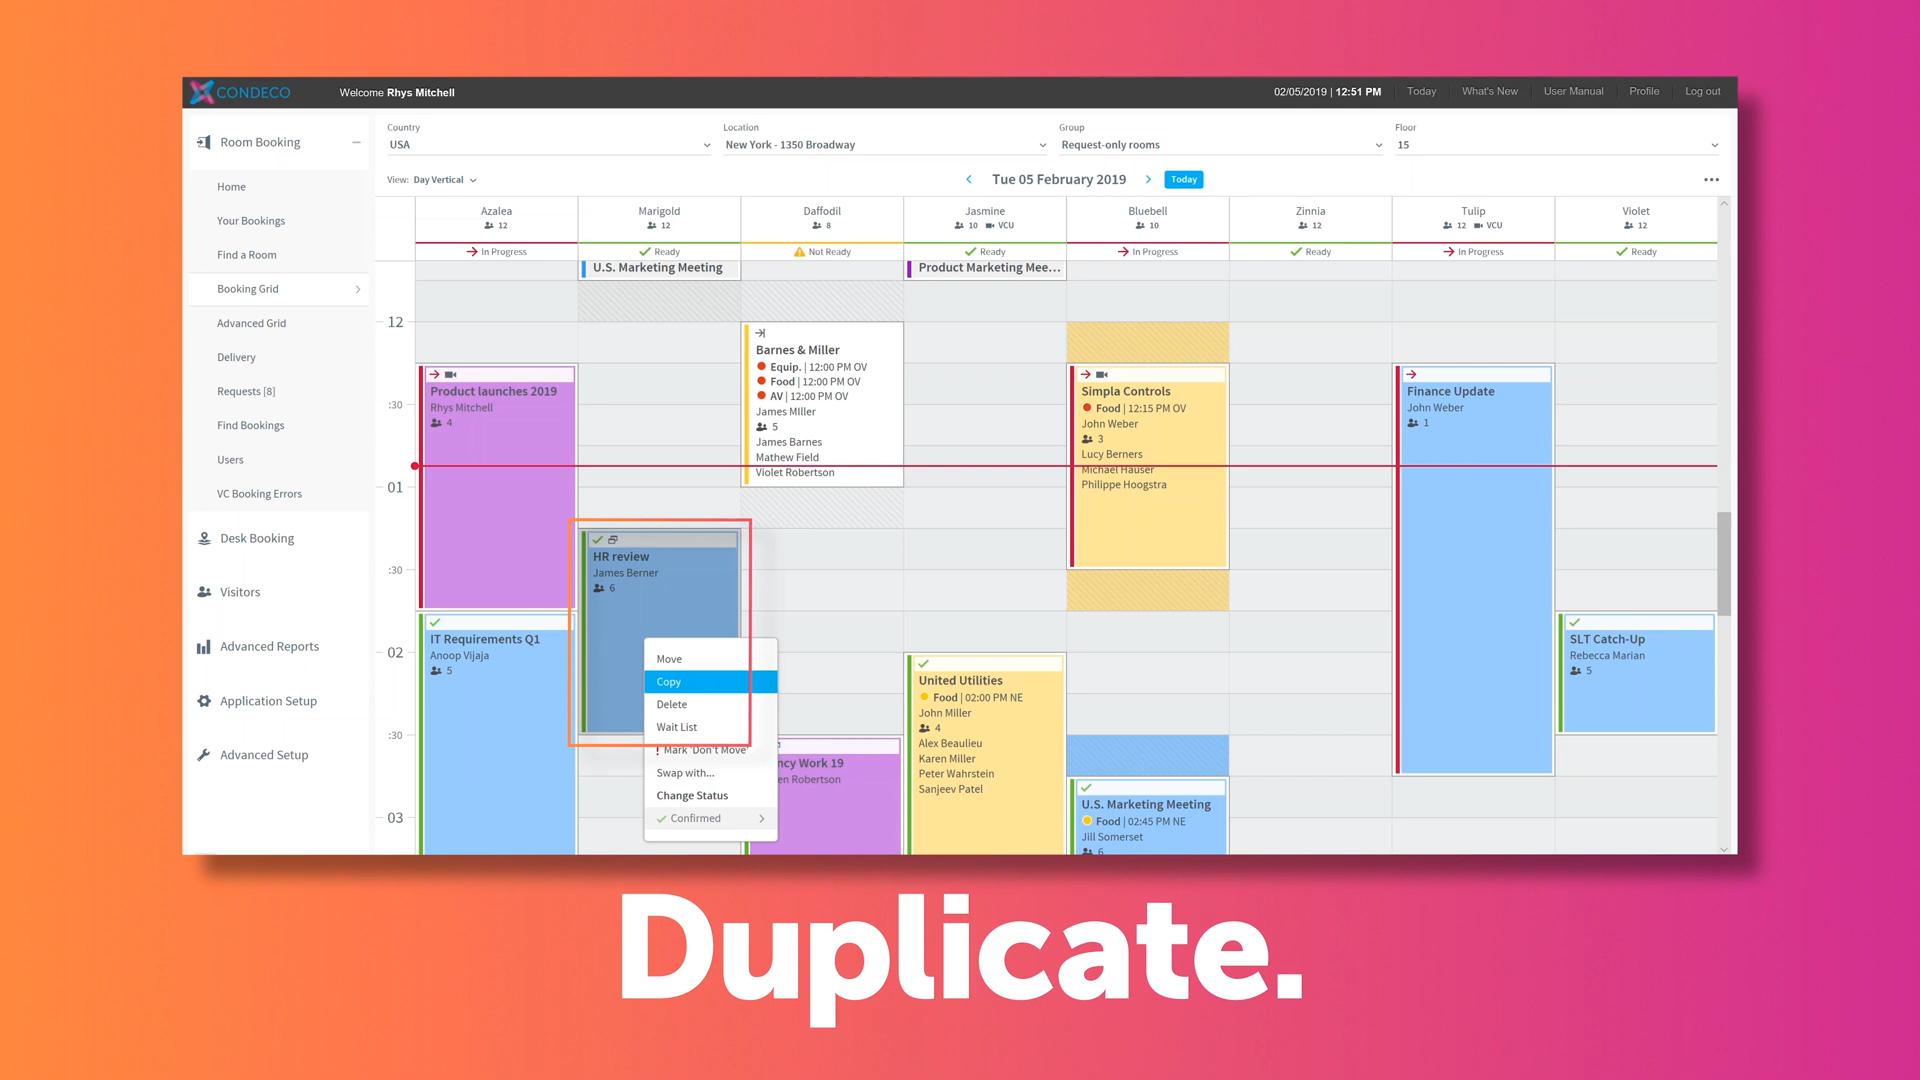 CONDECO
Welcome Rhys Mitchell
02/05/2019 | 12:51 PM
Today
What's New
User Manual
Profile
Log out
Room Booking
Home
Your Bookings
Find a Room
Booking Grid
Advanced Grid
Delivery
Requests [8]
Find Bookings
Users
VC Booking Errors
Desk Booking
Visitors
Advanced Reports
Application Setup
Advanced Setup
Country
USA
Location
New York - 1350 Broadway
Group
Request-only rooms
Floor
15
View: Day Vertical
Tue 05 February 2019
Today
Azalea
12
In Progress
Marigold
12
Ready
Daffodil
8
Not Ready
Jasmine
10 VCU
Ready
Bluebell
10
In Progress
Zinnia
12
Ready
Tulip
12 VCU
In Progress
Violet
12
Ready
12
:30
01
:30
02
:30
03
Product launches 2019
Rhys Mitchell
4
IT Requirements Q1
Anoop Vijaja
5
U.S. Marketing Meeting
HR review
James Berner
6
Move
Copy
Delete
Wait List
! Mark 'Don't Move'
Swap with...
Change Status
Confirmed
Barnes & Miller
Equip. | 12:00 PM OV
Food | 12:00 PM OV
AV | 12:00 PM OV
James MIller
5
James Barnes
Mathew Field
Violet Robertson
ncy Work 19
en Robertson
Product Marketing Mee...
United Utilities
Food | 02:00 PM NE
John Miller
4
Alex Beaulieu
Karen Miller
Peter Wahrstein
Sanjeev Patel
Simpla Controls
Food | 12:15 PM OV
John Weber
3
Lucy Berners
Michael Hauser
Philippe Hoogstra
U.S. Marketing Meeting
Food | 02:45 PM NE
Jill Somerset
6
Finance Update
John Weber
1
SLT Catch-Up
Rebecca Marian
5
Duplicate.